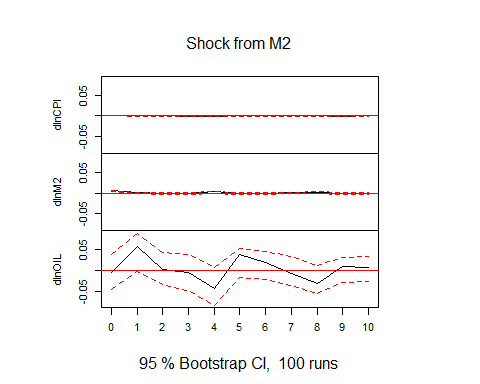 Shock from M2
dlnCPI
0.05
-0.05
dlnM2
0.05
-0.05
dlnOIL
0.05
-0.05
0 1 2 3 4 5 6 7 8 9 10
95 % Bootstrap CI, 100 runs